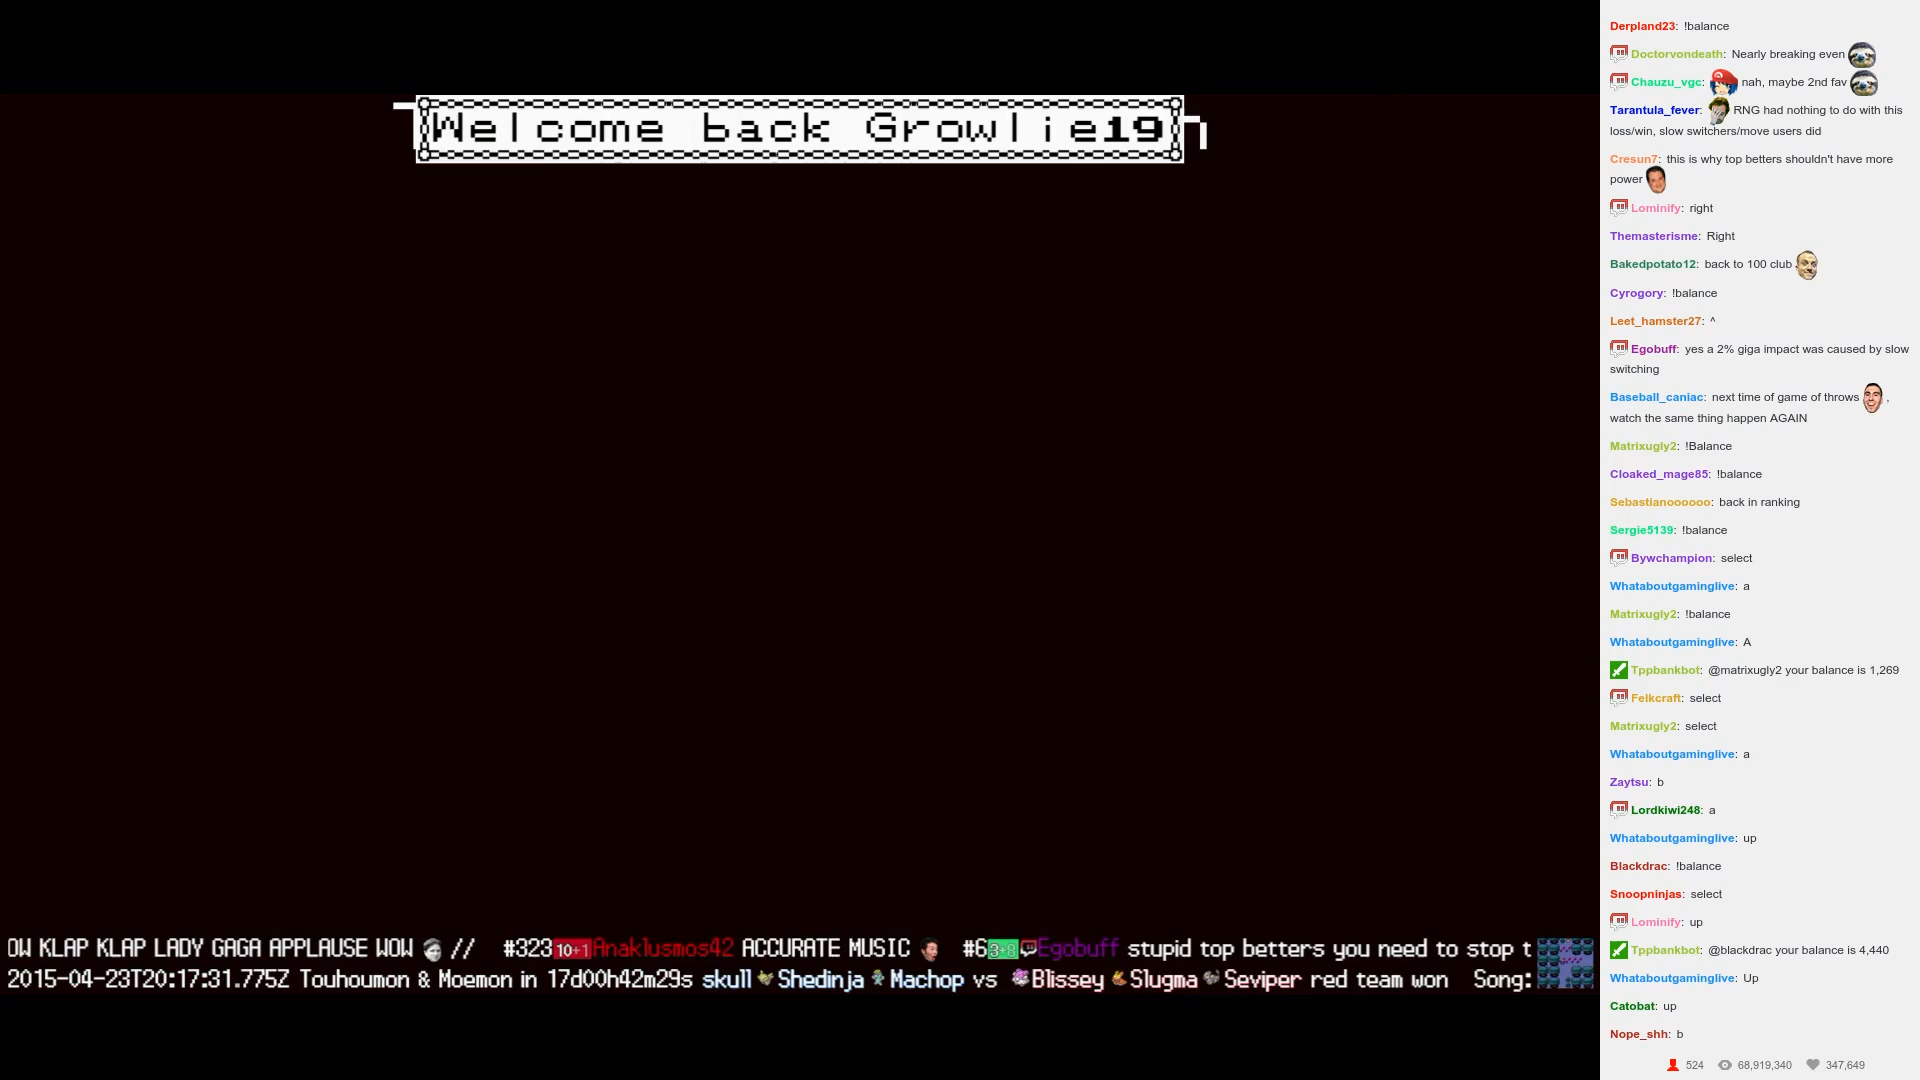 Welcome back Growlie19
OW KLAP KLAP LADY GAGA APPLAUSE WOW // #323 10+1 Anaklusmos42 ACCURATE MUSIC #6 3+8 Egobuff stupid top betters you need to stop t
2015-04-23T20:17:31.775Z Touhoumon & Moemon in 17d00h42m29s skull Shedinja Machop vs Blissey Slugma Seviper red team won Song:
Derpland23: !balance
Doctorvondeath: Nearly breaking even
Chauzu_vgc: nah, maybe 2nd fav
Tarantula_fever: RNG had nothing to do with this
loss/win, slow switchers/move users did
Cresun7: this is why top betters shouldn't have more
power
Lominify: right
Themasterisme: Right
Bakedpotato12: back to 100 club
Cyrogory: !balance
Leet_hamster27: ^
Egobuff: yes a 2% giga impact was caused by slow
switching
Baseball_caniac: next time of game of throws ,
watch the same thing happen AGAIN
Matrixugly2: !Balance
Cloaked_mage85: !balance
Sebastianoooooo: back in ranking
Sergie5139: !balance
Bywchampion: select
Whataboutgaminglive: a
Matrixugly2: !balance
Whataboutgaminglive: A
Tppbankbot: @matrixugly2 your balance is 1,269
Felkcraft: select
Matrixugly2: select
Whataboutgaminglive: a
Zaytsu: b
Lordkiwi248: a
Whataboutgaminglive: up
Blackdrac: !balance
Snoopninjas: select
Lominify: up
Tppbankbot: @blackdrac your balance is 4,440
Whataboutgaminglive: Up
Catobat: up
Nope_shh: b
524 68,919,340 347,649